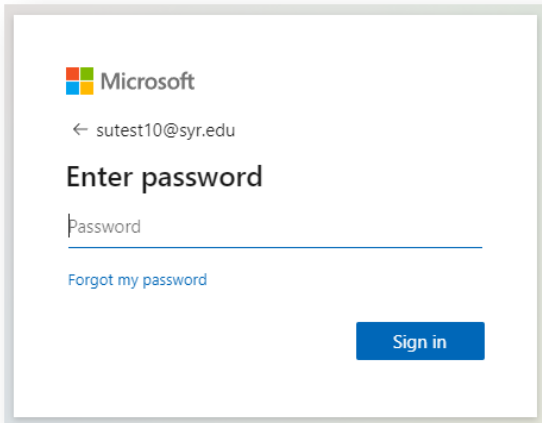 Microsoft
← sutest10@syr.edu
Enter password
Password
Forgot my password
Sign in